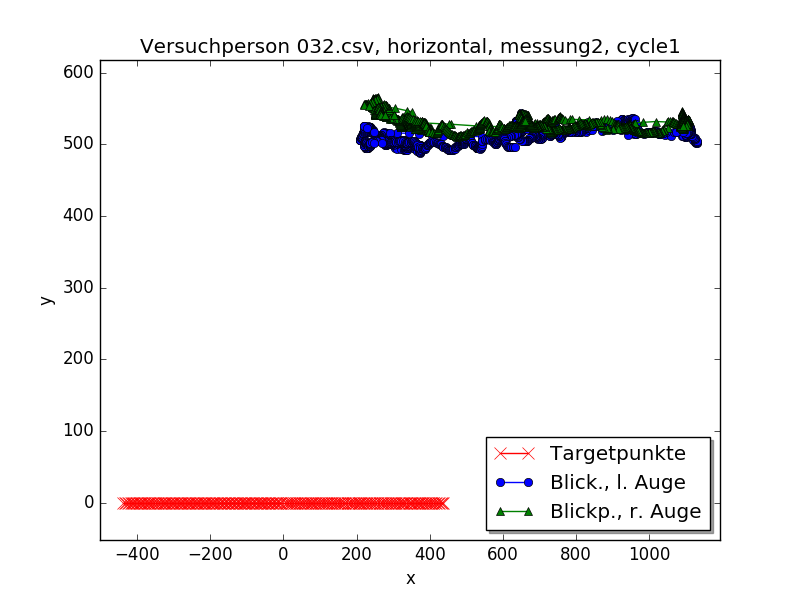 Versuchperson 032.csv, horizontal, messung2, cycle1
600
500
400
300
200
100
0
y
−400 −200 0 200 400 600 800 1000
x
Targetpunkte
Blick., l. Auge
Blickp., r. Auge